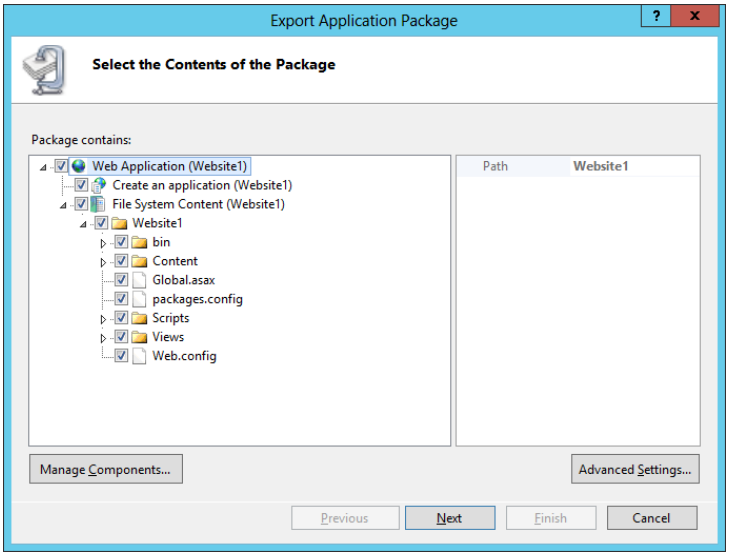 Export Application Package
? x
Select the Contents of the Package
Package contains:
Web Application (Website1)
Create an application (Website1)
File System Content (Website1)
Website1
bin
Content
Global.asax
packages.config
Scripts
Views
Web.config
Path Website1
Manage Components... Advanced Settings...
Previous Next Finish Cancel